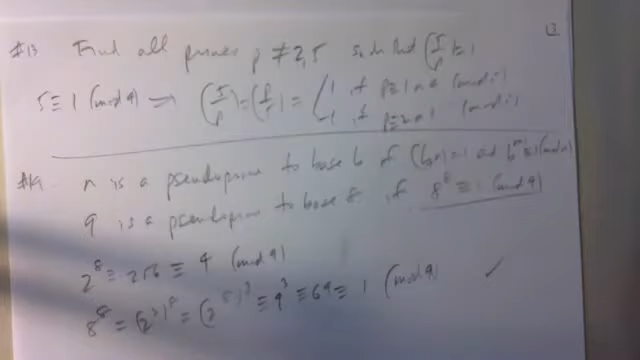 #13 Find all primes p ≠ 2, 5 such that (5/p) = 1
5 ≡ 1 (mod 4) → (5/p) = (p/5) = { 1 if p ≡ 1 or 4 (mod 5)
-1 if p ≡ 2 or (mod 5)
#14 n is a pseudoprime to base b if (b,n) = 1 and ≡ 1 (mod n)
9 is a pseudoprime to base 8 if 8^8 ≡ 1 (mod 9)
2^8 ≡ 256 ≡ 4 (mod 9)
8^8 = (2^3)^8 = (2^8)^3 ≡ 4^3 ≡ 64 ≡ 1 (mod 9) ✓